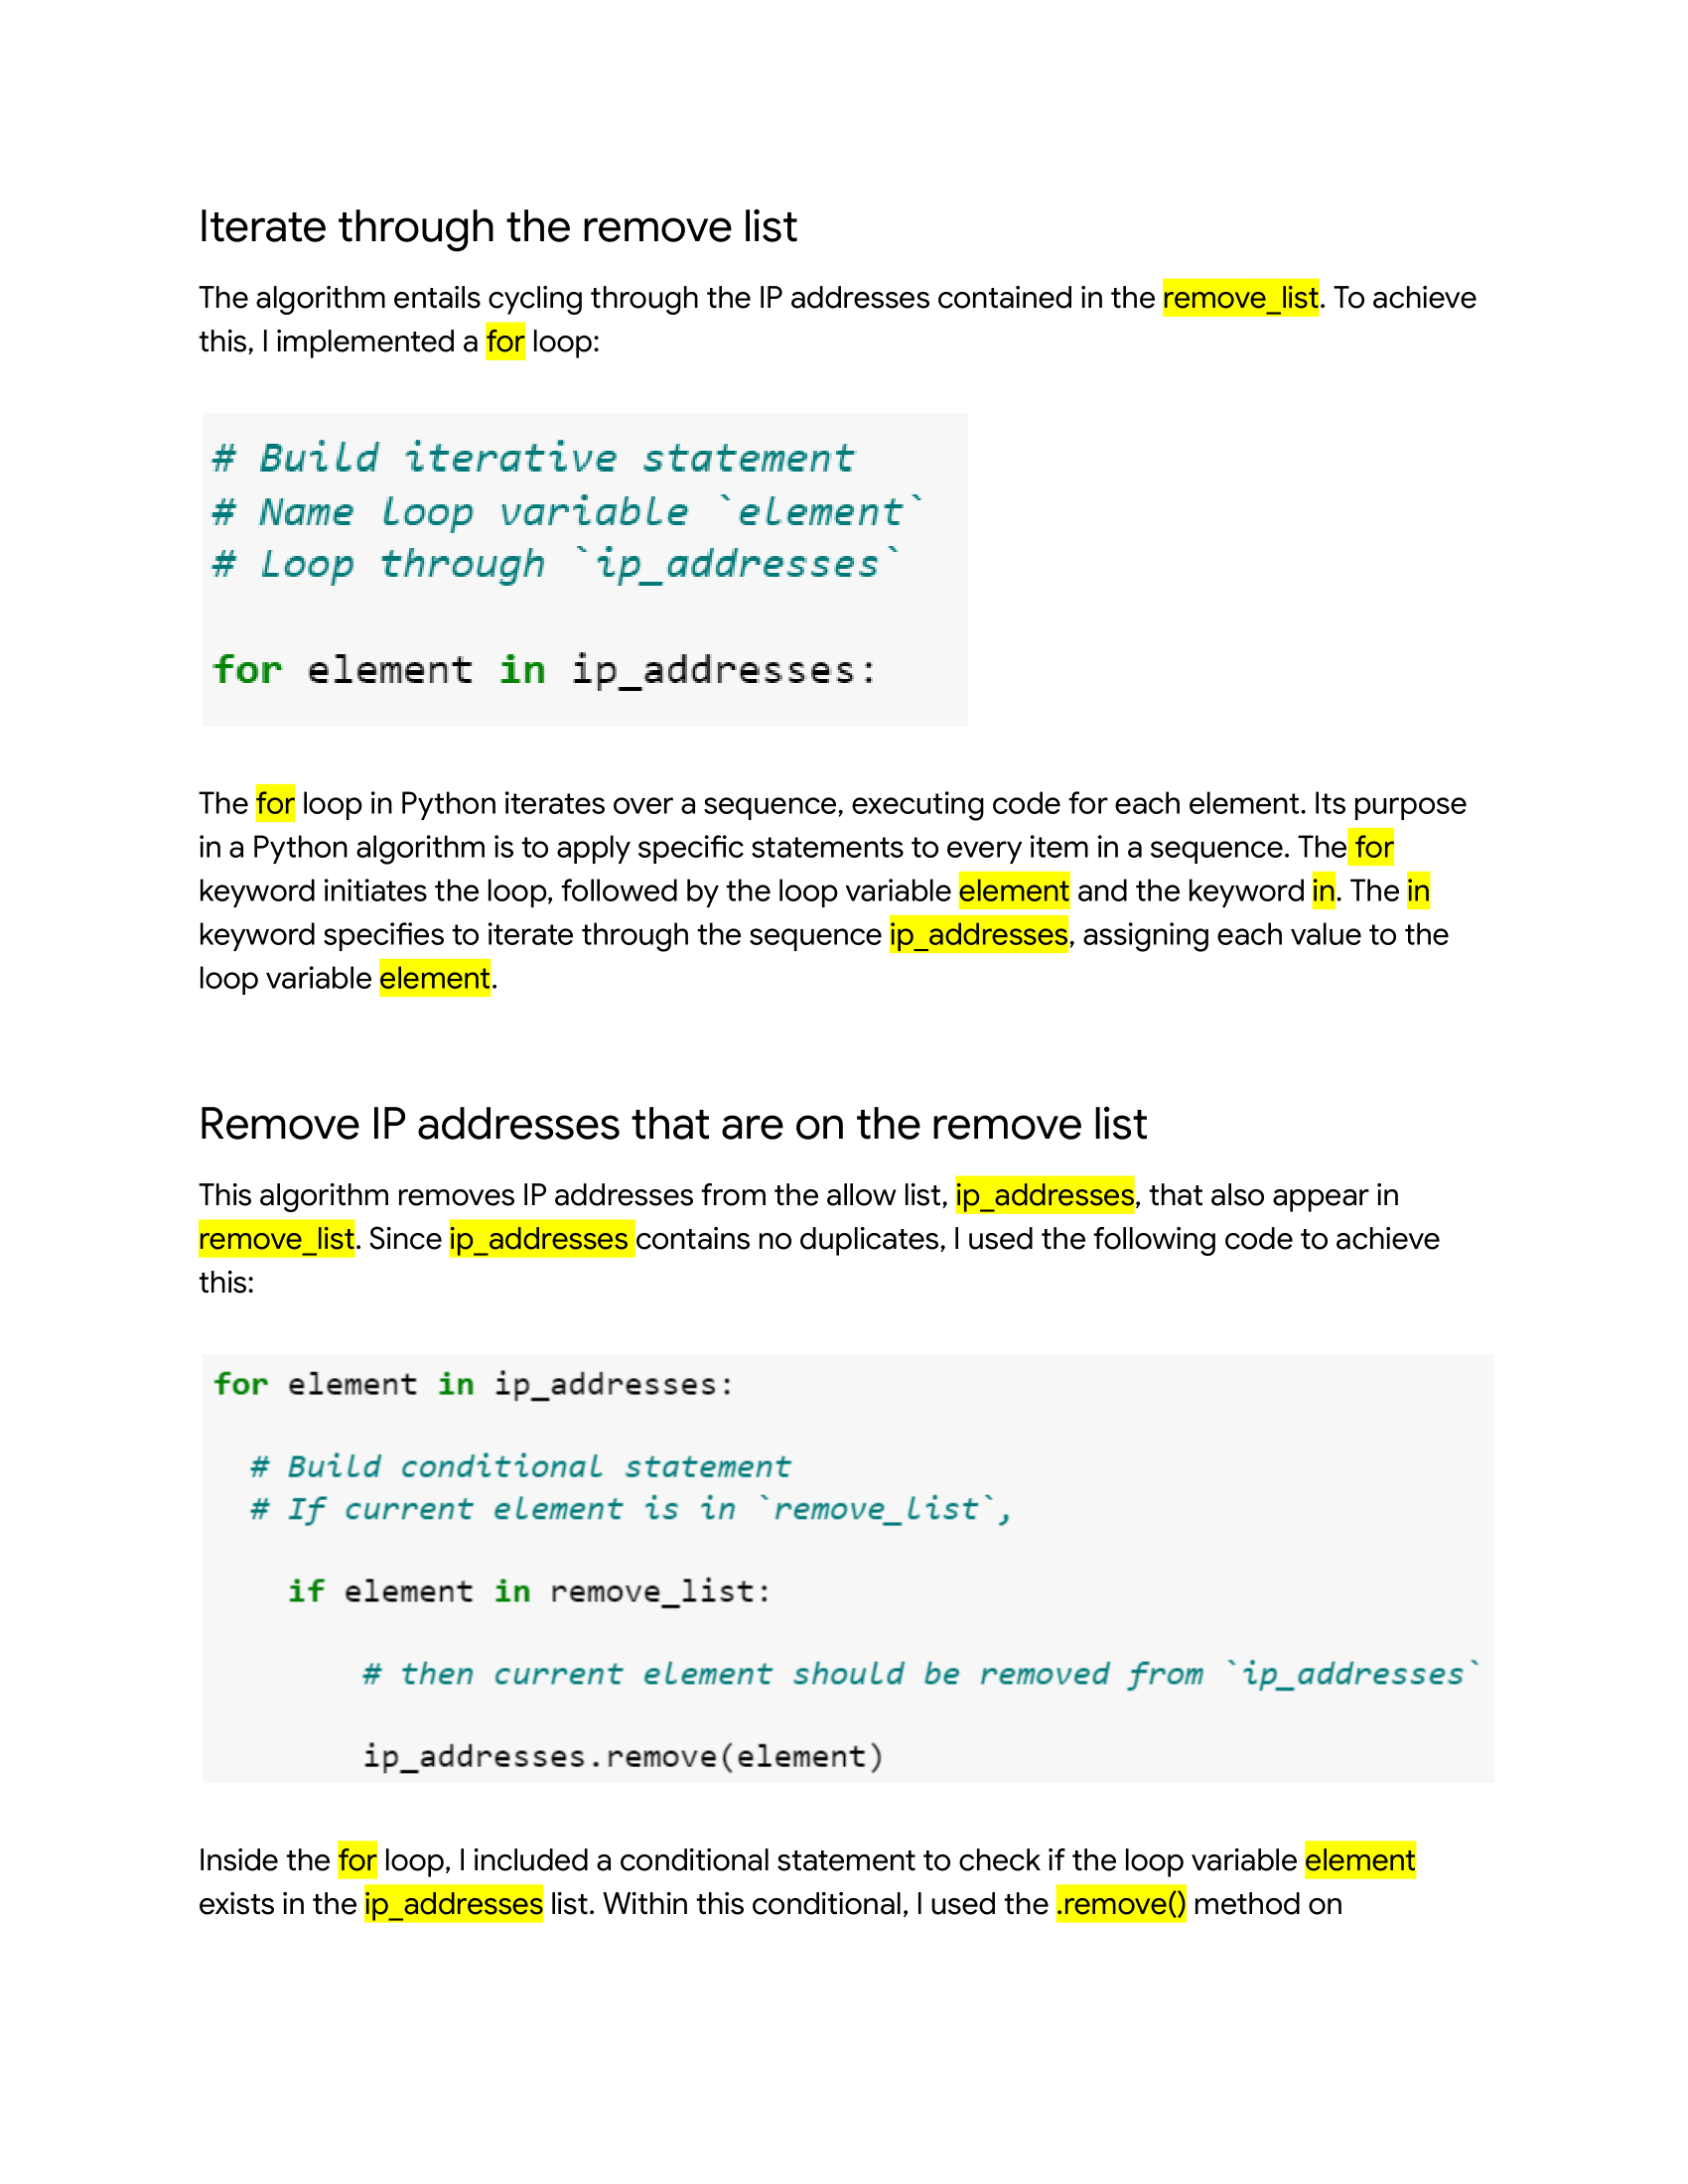 Iterate through the remove list
The algorithm entails cycling through the IP addresses contained in the remove_list. To achieve
this, I implemented a for loop:
# Build iterative statement
# Name loop variable `element`
# Loop through `ip_addresses`
for element in ip_addresses:
The for loop in Python iterates over a sequence, executing code for each element. Its purpose
in a Python algorithm is to apply specific statements to every item in a sequence. The for
keyword initiates the loop, followed by the loop variable element and the keyword in. The in
keyword specifies to iterate through the sequence ip_addresses, assigning each value to the
loop variable element.
Remove IP addresses that are on the remove list
This algorithm removes IP addresses from the allow list, ip_addresses, that also appear in
remove_list. Since ip_addresses contains no duplicates, I used the following code to achieve
this:
for element in ip_addresses:
# Build conditional statement
# If current element is in `remove_list`,
if element in remove_list:
# then current element should be removed from `ip_addresses`
ip_addresses.remove(element)
Inside the for loop, I included a conditional statement to check if the loop variable element
exists in the ip_addresses list. Within this conditional, I used the .remove() method on